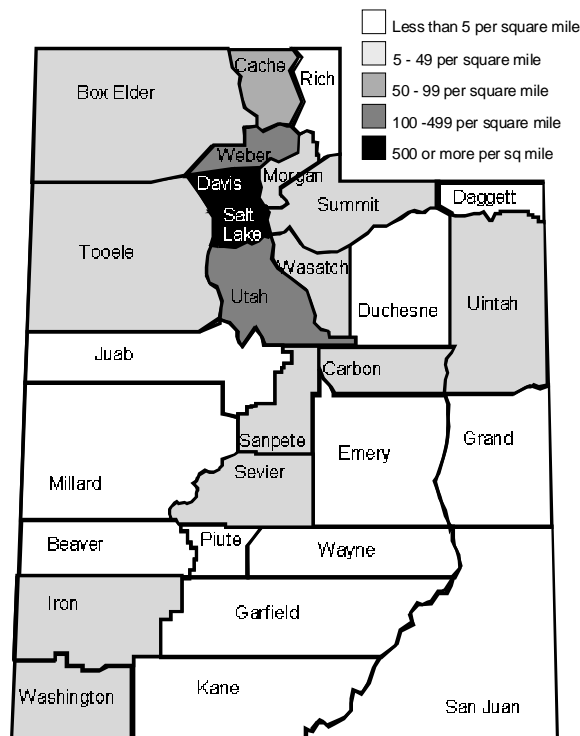 Less than 5 per square mile
5 - 49 per square mile
50 - 99 per square mile
100 -499 per square mile
500 or more per sq mile
Cache
Rich
Box Elder
Weber
Morgan
Davis
Daggett
Summit
Salt
Lake
Tooele
Wasatch
Utah
Uintah
Duchesne
Juab
Carbon
Sanpete
Grand
Emery
Sevier
Millard
Beaver
Piute
Wayne
Iron
Garfield
Kane
Washington
San Juan